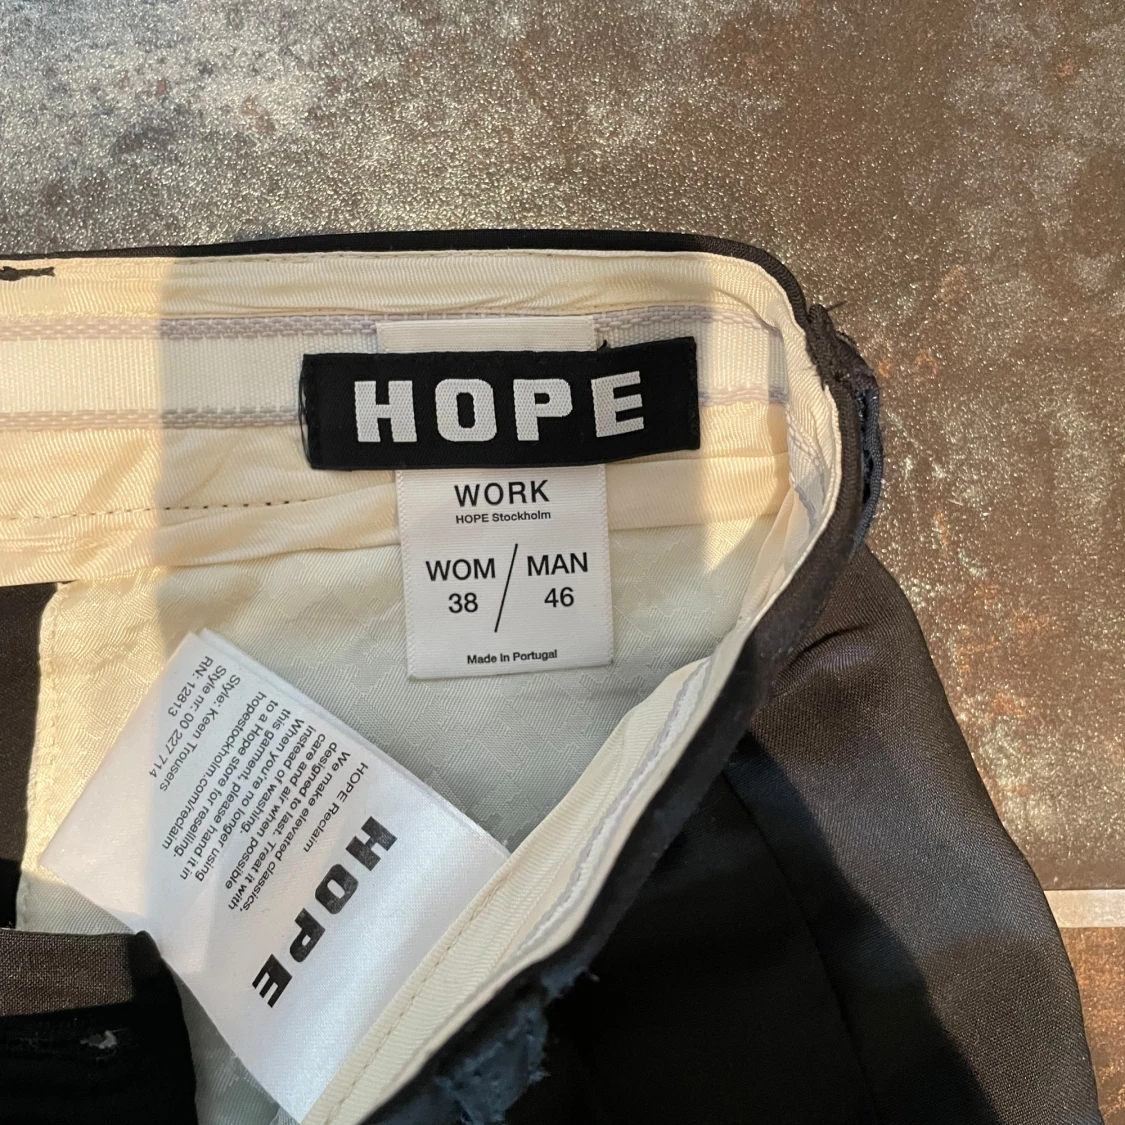 HOPE
WORK
HOPE Stockholm
WOM / MAN
38 / 46
Made in Portugal
HOPE
HOPE Reclaim
We make elevated classics,
designed to last. Treat it with
care and air when possible
instead of washing.
When you're no longer using
this garment, please hand it in
to a Hope store for reselling.
hopestockholm.com/reclaim
Style: Keen Trousers
Style nr: 00 227 714
RN: 12813